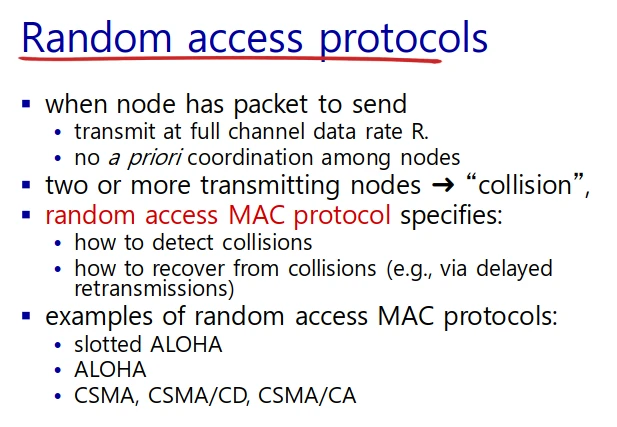 Random access protocols
▪ when node has packet to send
• transmit at full channel data rate R.
• no a priori coordination among nodes
▪ two or more transmitting nodes ➜ “collision”,
▪ random access MAC protocol specifies:
• how to detect collisions
• how to recover from collisions (e.g., via delayed
retransmissions)
▪ examples of random access MAC protocols:
• slotted ALOHA
• ALOHA
• CSMA, CSMA/CD, CSMA/CA